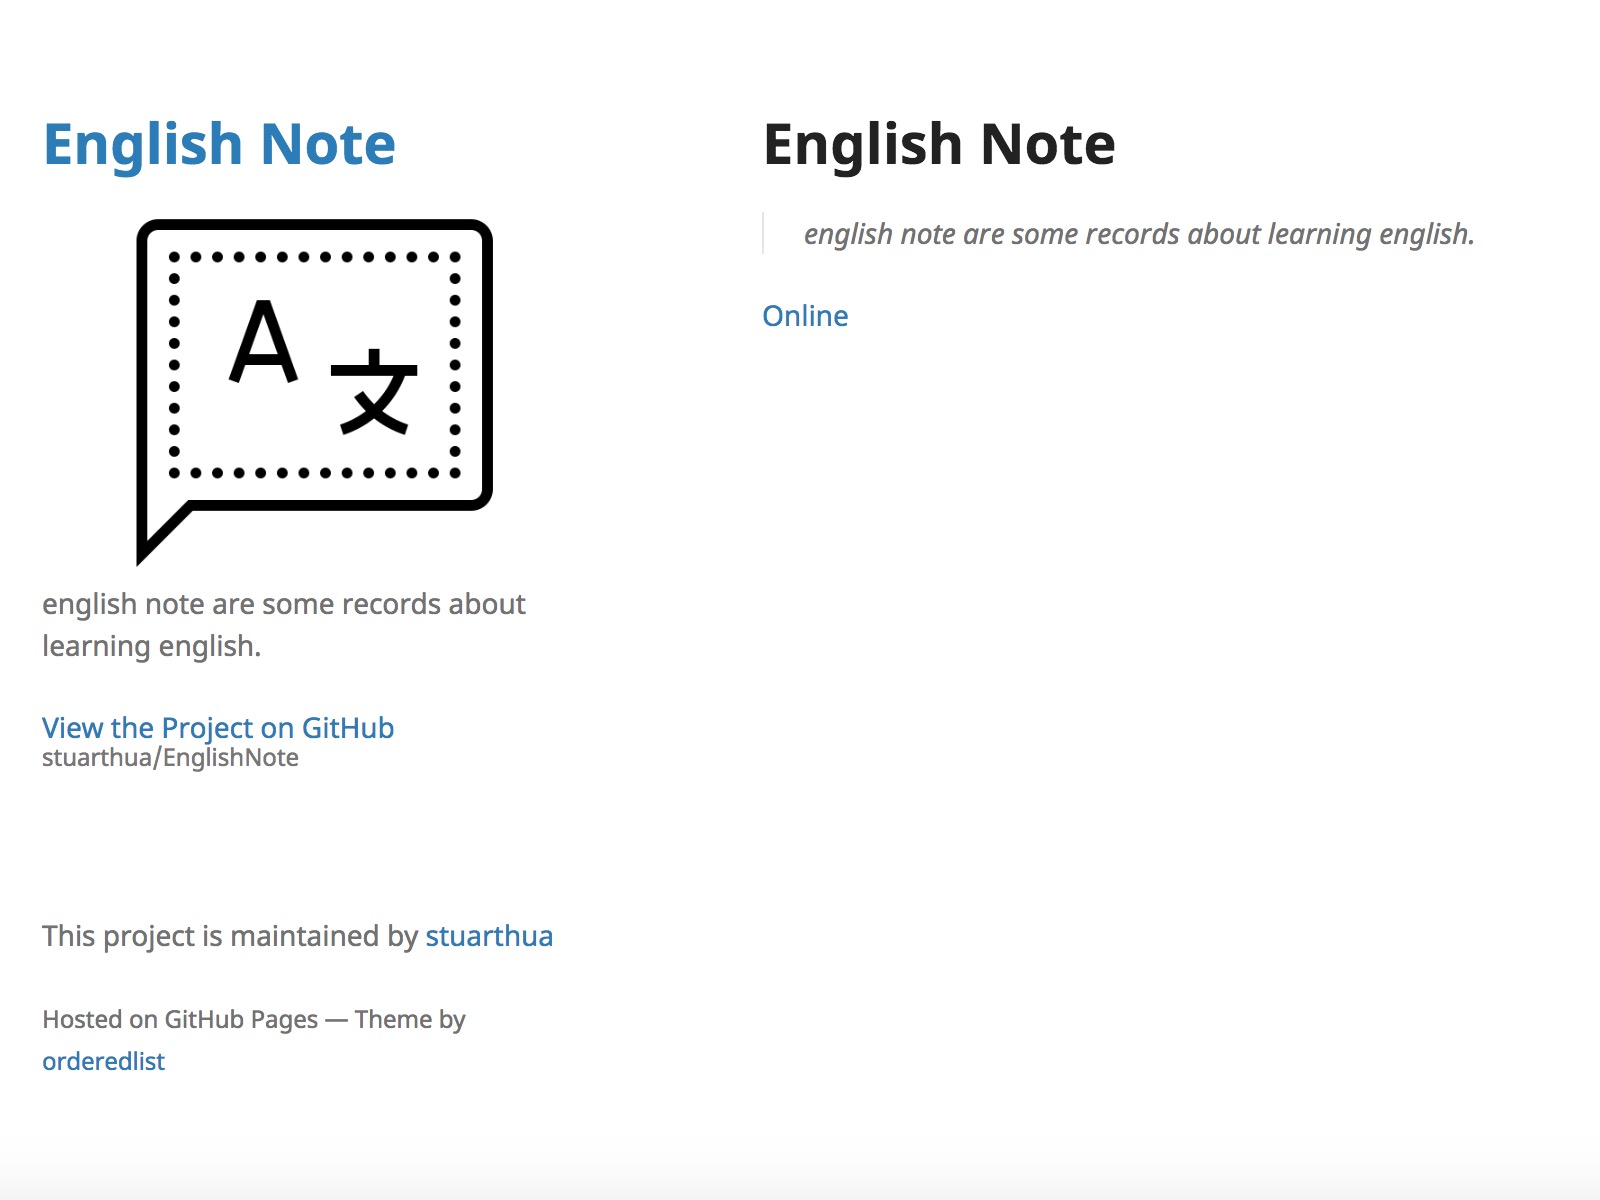 English Note
A 文
english note are some records about
learning english.
View the Project on GitHub
stuarthua/EnglishNote
This project is maintained by stuarthua
Hosted on GitHub Pages — Theme by
orderedlist
English Note
english note are some records about learning english.
Online